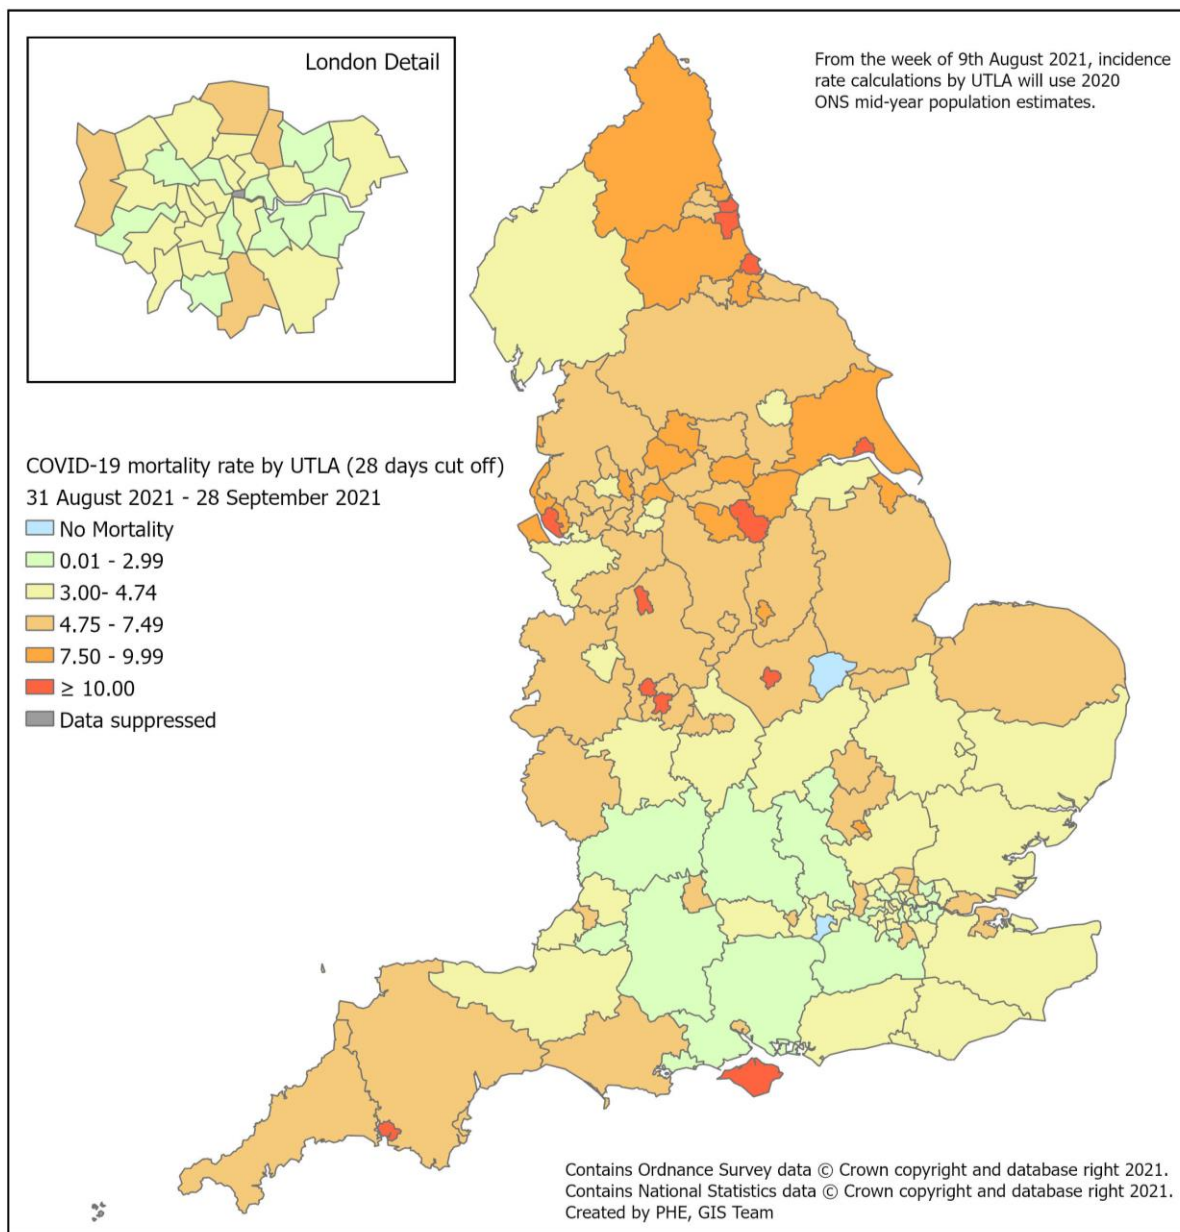 London Detail
From the week of 9th August 2021, incidence
rate calculations by UTLA will use 2020
ONS mid-year population estimates.
COVID-19 mortality rate by UTLA (28 days cut off)
31 August 2021 - 28 September 2021
No Mortality
0.01 - 2.99
3.00- 4.74
4.75 - 7.49
7.50 - 9.99
≥ 10.00
Data suppressed
Contains Ordnance Survey data © Crown copyright and database right 2021.
Contains National Statistics data © Crown copyright and database right 2021.
Created by PHE, GIS Team